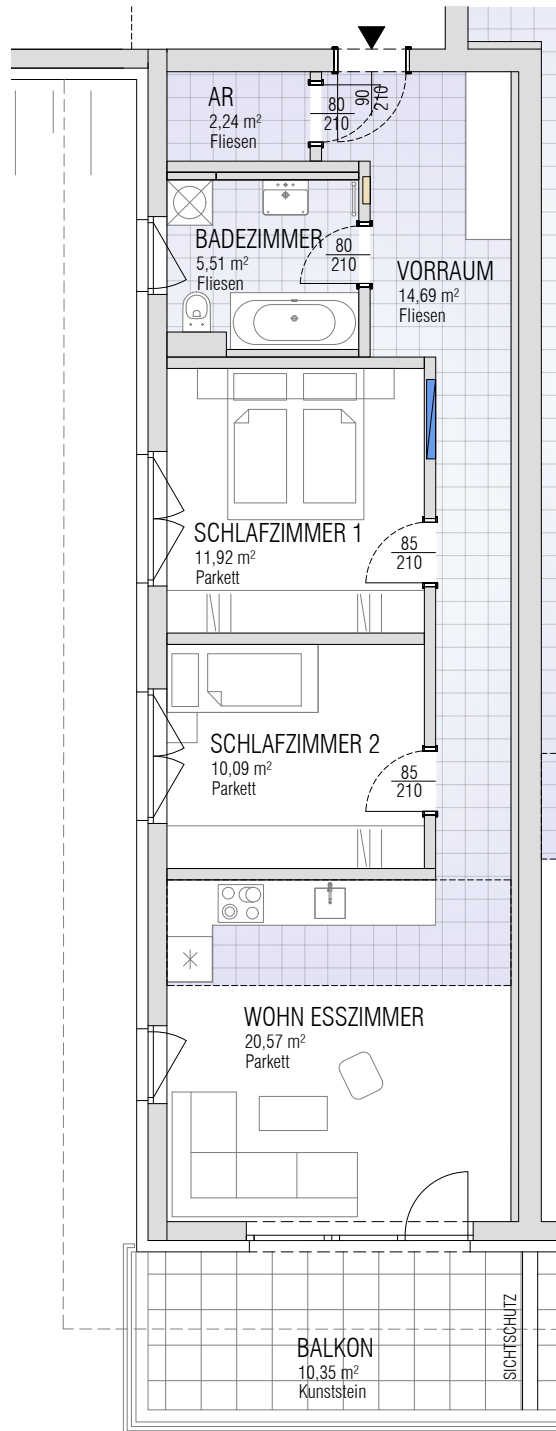 AR
2,24 m²
Fliesen
80
210
90
210
BADEZIMMER
5,51 m²
Fliesen
80
210
VORRAUM
14,69 m²
Fliesen
SCHLAFZIMMER 1
11,92 m²
Parkett
85
210
SCHLAFZIMMER 2
10,09 m²
Parkett
85
210
WOHN ESSZIMMER
20,57 m²
Parkett
BALKON
10,35 m²
Kunststein
SICHTSCHUTZ